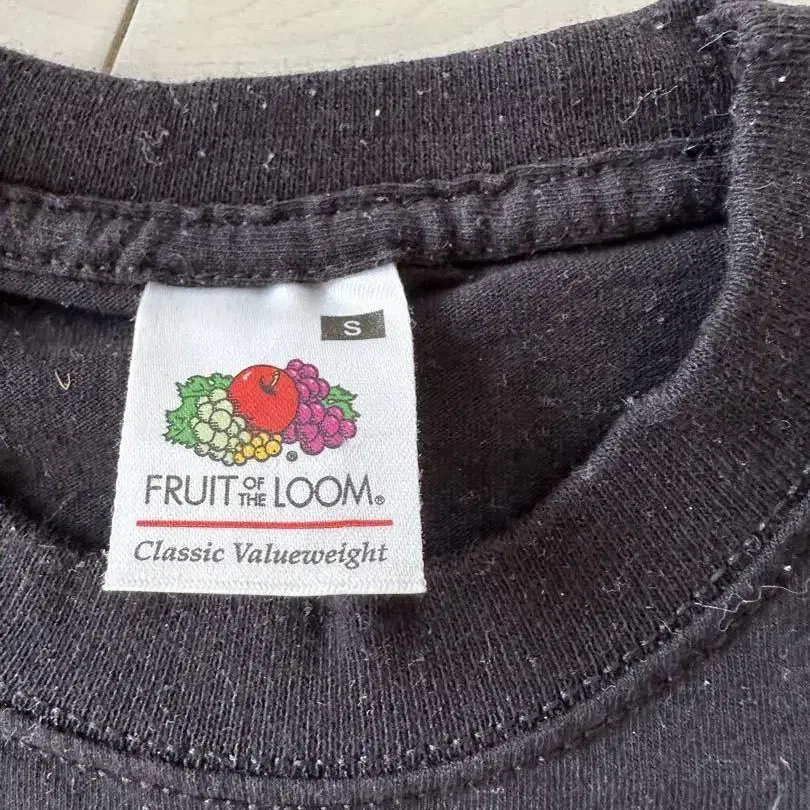 S
FRUIT OF THE LOOM®
Classic Valueweight